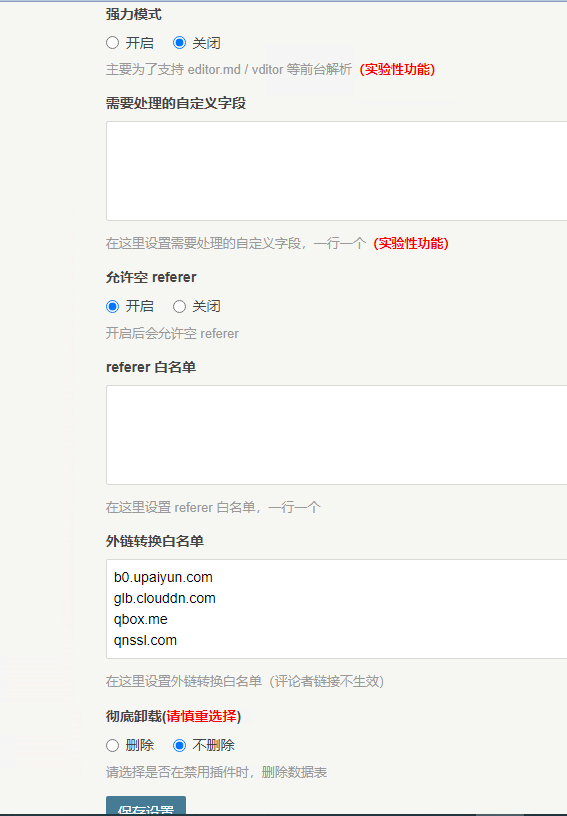 强力模式
开启 关闭
主要为了支持 editor.md / vditor 等前台解析（实验性功能）
需要处理的自定义字段
在这里设置需要处理的自定义字段，一行一个（实验性功能）
允许空 referer
开启 关闭
开启后会允许空 referer
referer 白名单
在这里设置 referer 白名单，一行一个
外链转换白名单
b0.upaiyun.com
glb.clouddn.com
qbox.me
qnssl.com
在这里设置外链转换白名单（评论者链接不生效）
彻底卸载(请慎重选择)
删除 不删除
请选择是否在禁用插件时，删除数据表
保存设置